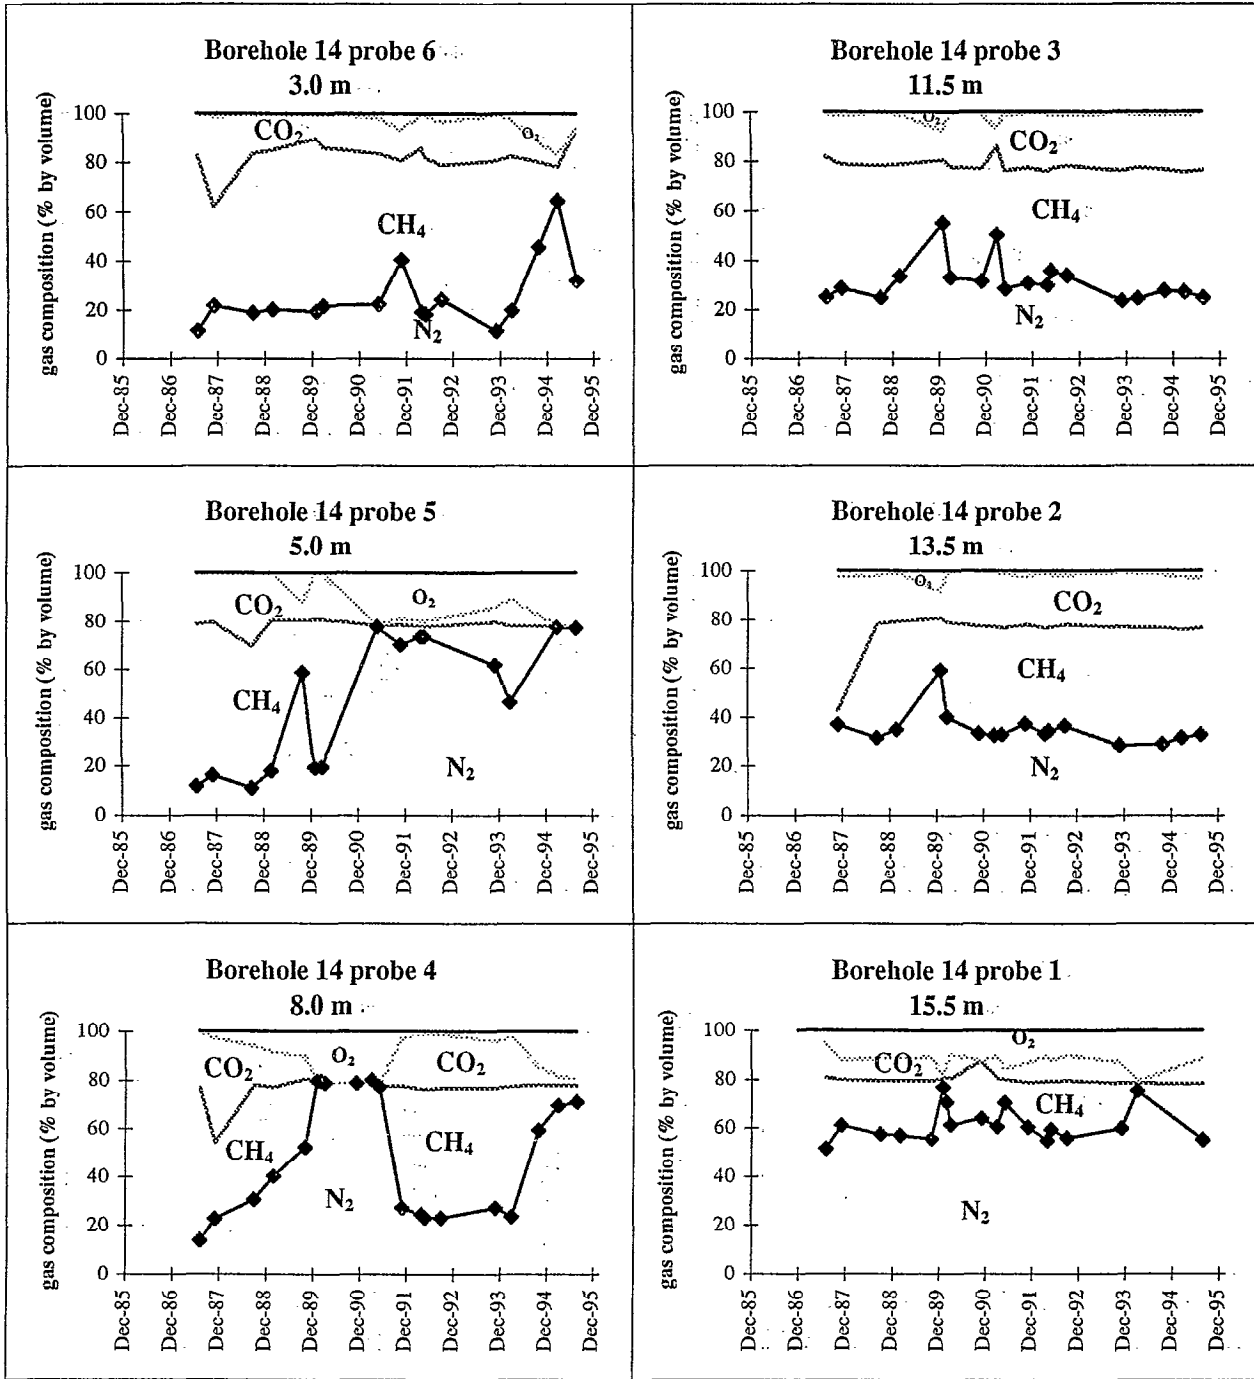 Borehole 14 probe 6
3.0 m
gas composition (% by volume)
100
80
60
40
20
0
CO2
O2
CH4
N2
Dec-85
Dec-86
Dec-87
Dec-88
Dec-89
Dec-90
Dec-91
Dec-92
Dec-93
Dec-94
Dec-95
Borehole 14 probe 3
11.5 m
gas composition (% by volume)
100
80
60
40
20
0
O2
CO2
CH4
N2
Dec-85
Dec-86
Dec-87
Dec-88
Dec-89
Dec-90
Dec-91
Dec-92
Dec-93
Dec-94
Dec-95
Borehole 14 probe 5
5.0 m
gas composition (% by volume)
100
80
60
40
20
0
CO2
O2
CH4
N2
Dec-85
Dec-86
Dec-87
Dec-88
Dec-89
Dec-90
Dec-91
Dec-92
Dec-93
Dec-94
Dec-95
Borehole 14 probe 2
13.5 m
gas composition (% by volume)
100
80
60
40
20
0
O2
CO2
CH4
N2
Dec-85
Dec-86
Dec-87
Dec-88
Dec-89
Dec-90
Dec-91
Dec-92
Dec-93
Dec-94
Dec-95
Borehole 14 probe 4
8.0 m
gas composition (% by volume)
100
80
60
40
20
0
CO2
O2
CO2
CH4
CH4
N2
Dec-85
Dec-86
Dec-87
Dec-88
Dec-89
Dec-90
Dec-91
Dec-92
Dec-93
Dec-94
Dec-95
Borehole 14 probe 1
15.5 m
gas composition (% by volume)
100
80
60
40
20
0
O2
CO2
CH4
N2
Dec-85
Dec-86
Dec-87
Dec-88
Dec-89
Dec-90
Dec-91
Dec-92
Dec-93
Dec-94
Dec-95